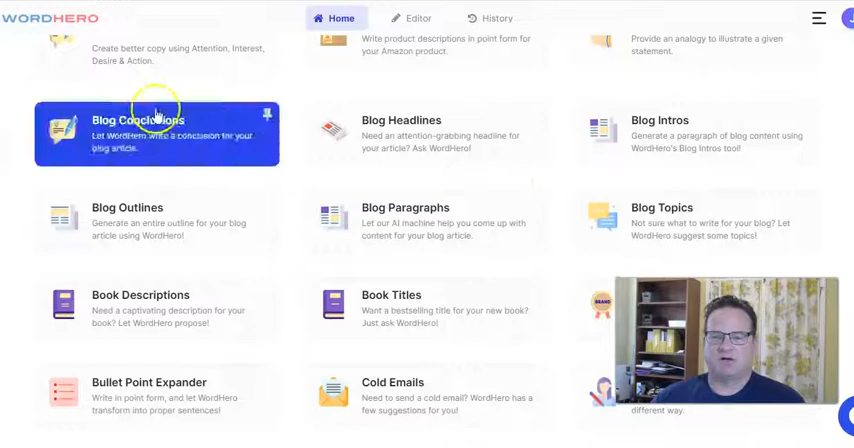 WORDHERO
Home
Editor
History
Create better copy using Attention, Interest,
Desire & Action.
Write product descriptions in point form for
your Amazon product.
Provide an analogy to illustrate a given
statement.
Blog Conclusions
Let WordHero write a conclusion for your
blog article.
Blog Headlines
Need an attention-grabbing headline for
your article? Ask WordHero!
Blog Intros
Generate a paragraph of blog content using
WordHero's Blog Intros tool!
Blog Outlines
Generate an entire outline for your blog
article using WordHero!
Blog Paragraphs
Let our AI machine help you come up with
content for your blog article.
Blog Topics
Not sure what to write for your blog? Let
WordHero suggest some topics!
Book Descriptions
Need a captivating description for your
book? Let WordHero propose!
Book Titles
Want a bestselling title for your new book?
Just ask WordHero!
BRAND
Bullet Point Expander
Write in point form, and let WordHero
transform into proper sentences!
Cold Emails
Need to send a cold email? WordHero has a
few suggestions for you!
different way.